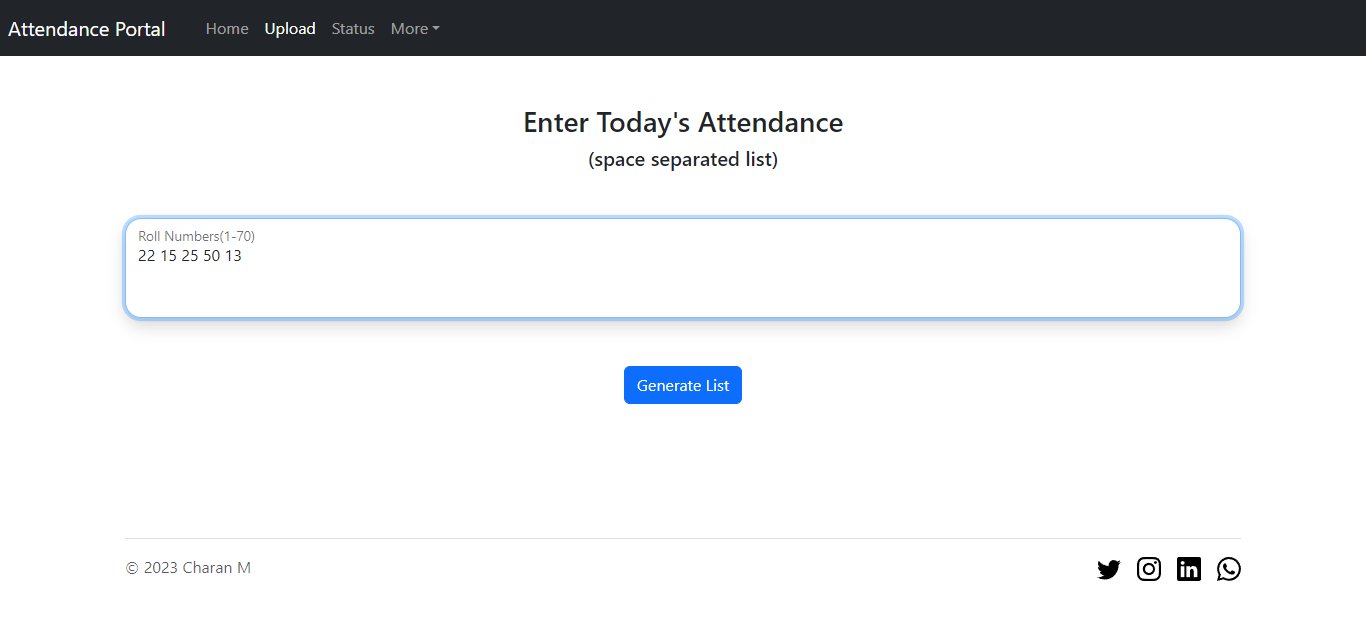 Attendance Portal Home Upload Status More
Enter Today's Attendance
(space separated list)
Roll Numbers(1-70)
22 15 25 50 13
Generate List
© 2023 Charan M